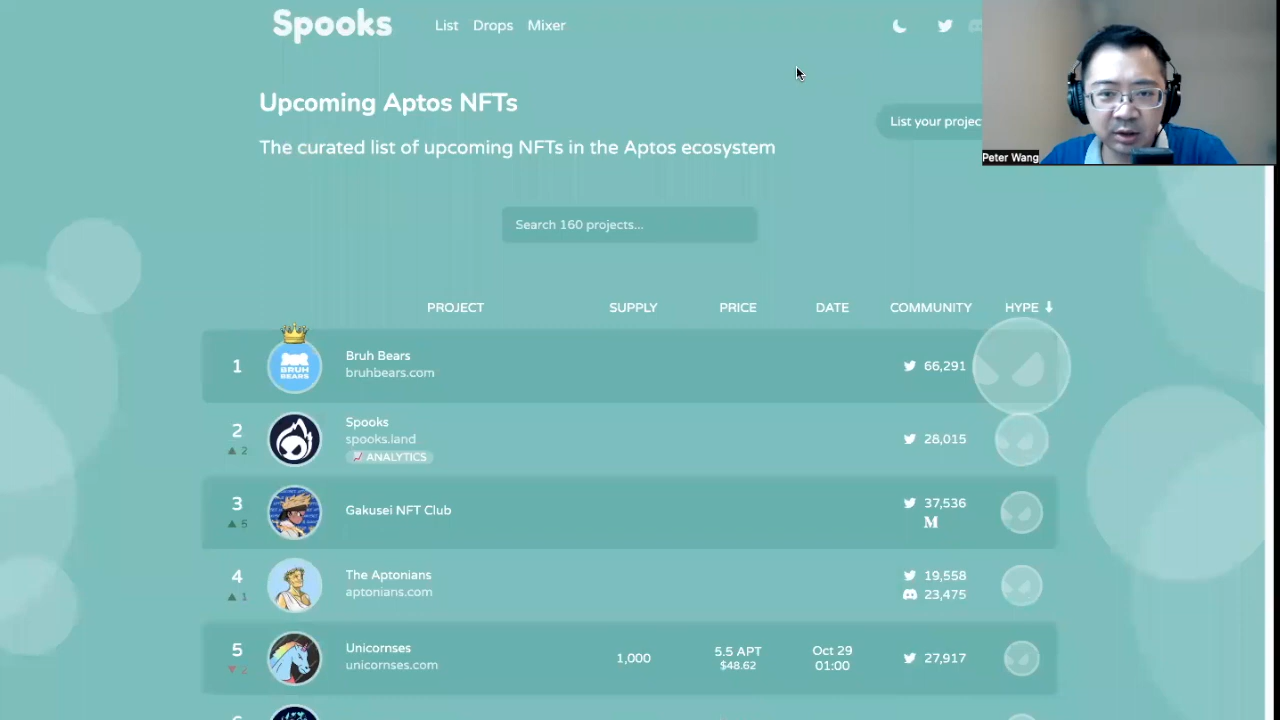 Spooks
List Drops Mixer
Upcoming Aptos NFTs
The curated list of upcoming NFTs in the Aptos ecosystem
List your projec
Peter Wang
Search 160 projects...
PROJECT SUPPLY PRICE DATE COMMUNITY HYPE
1
BRUH
BEARS
Bruh Bears
bruhbears.com
66,291
2
2
Spooks
spooks.land
ANALYTICS
28,015
3
5
Gakusei NFT Club
37,536
M
4
1
The Aptonians
aptonians.com
19,558
23,475
5
2
Unicornses
unicornses.com
1,000
5.5 APT
$48.62
Oct 29
01:00
27,917